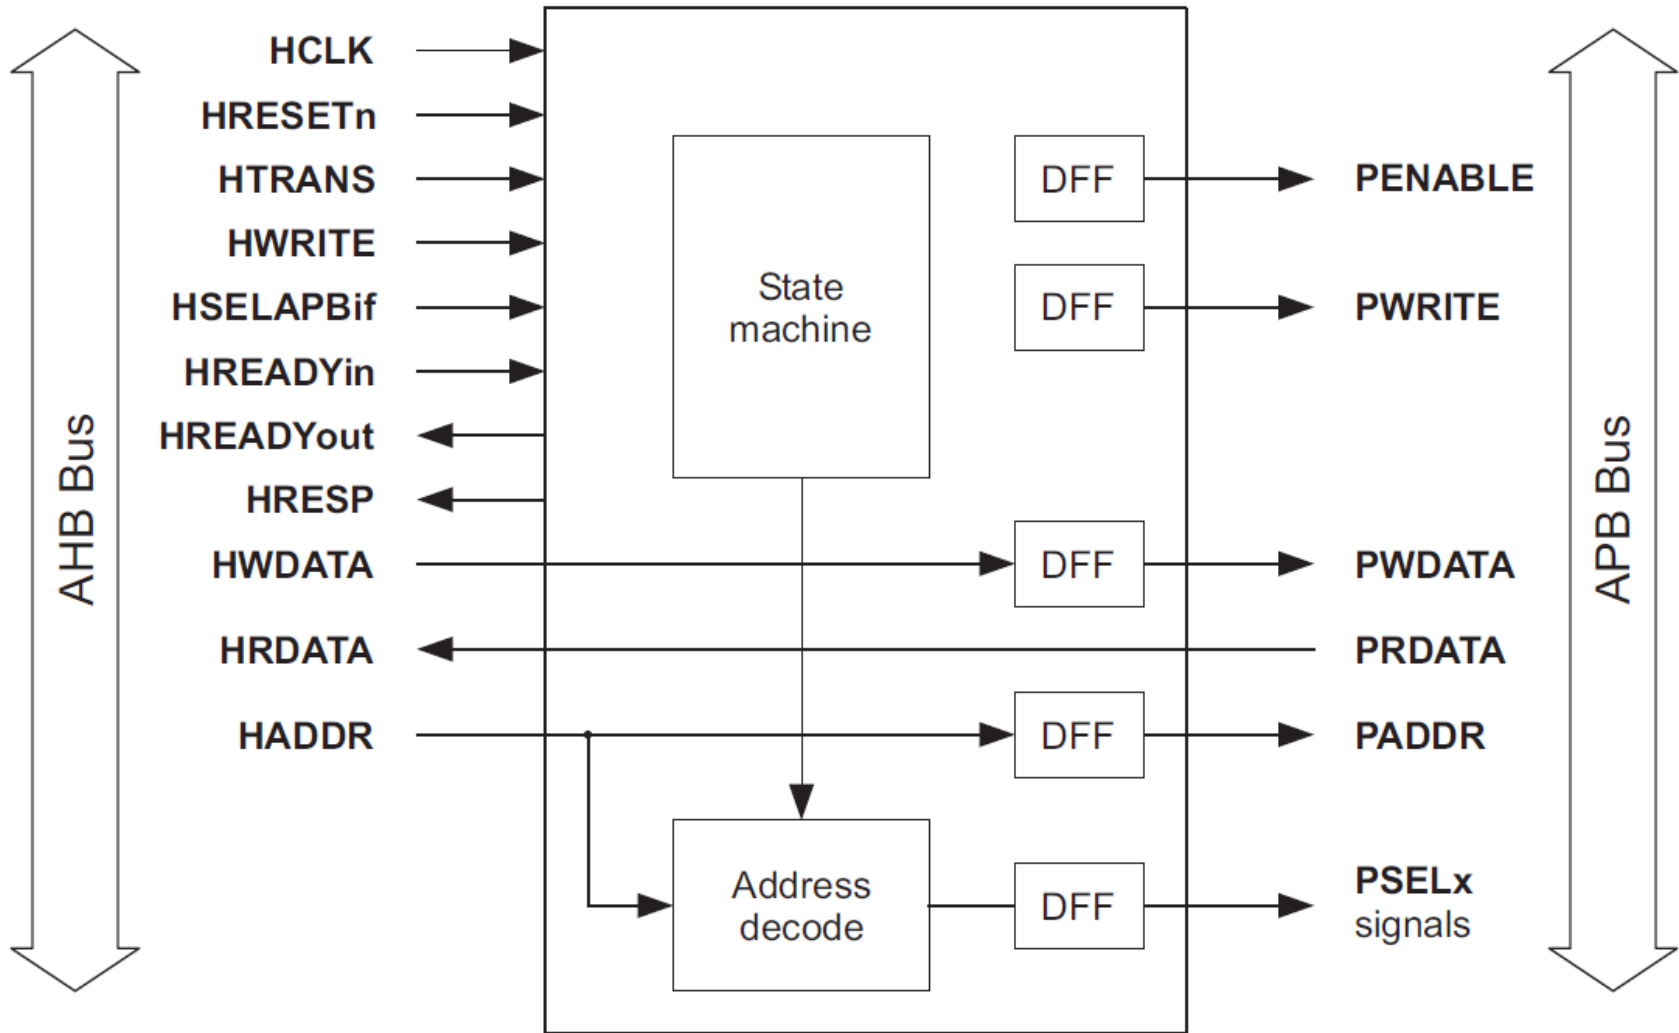 AHB Bus
HCLK
HRESETn
HTRANS
HWRITE
HSELAPBif
HREADYin
HREADYout
HRESP
HWDATA
HRDATA
HADDR
State
machine
Address
decode
DFF
DFF
DFF
DFF
DFF
PENABLE
PWRITE
PWDATA
PRDATA
PADDR
PSELx
signals
APB Bus